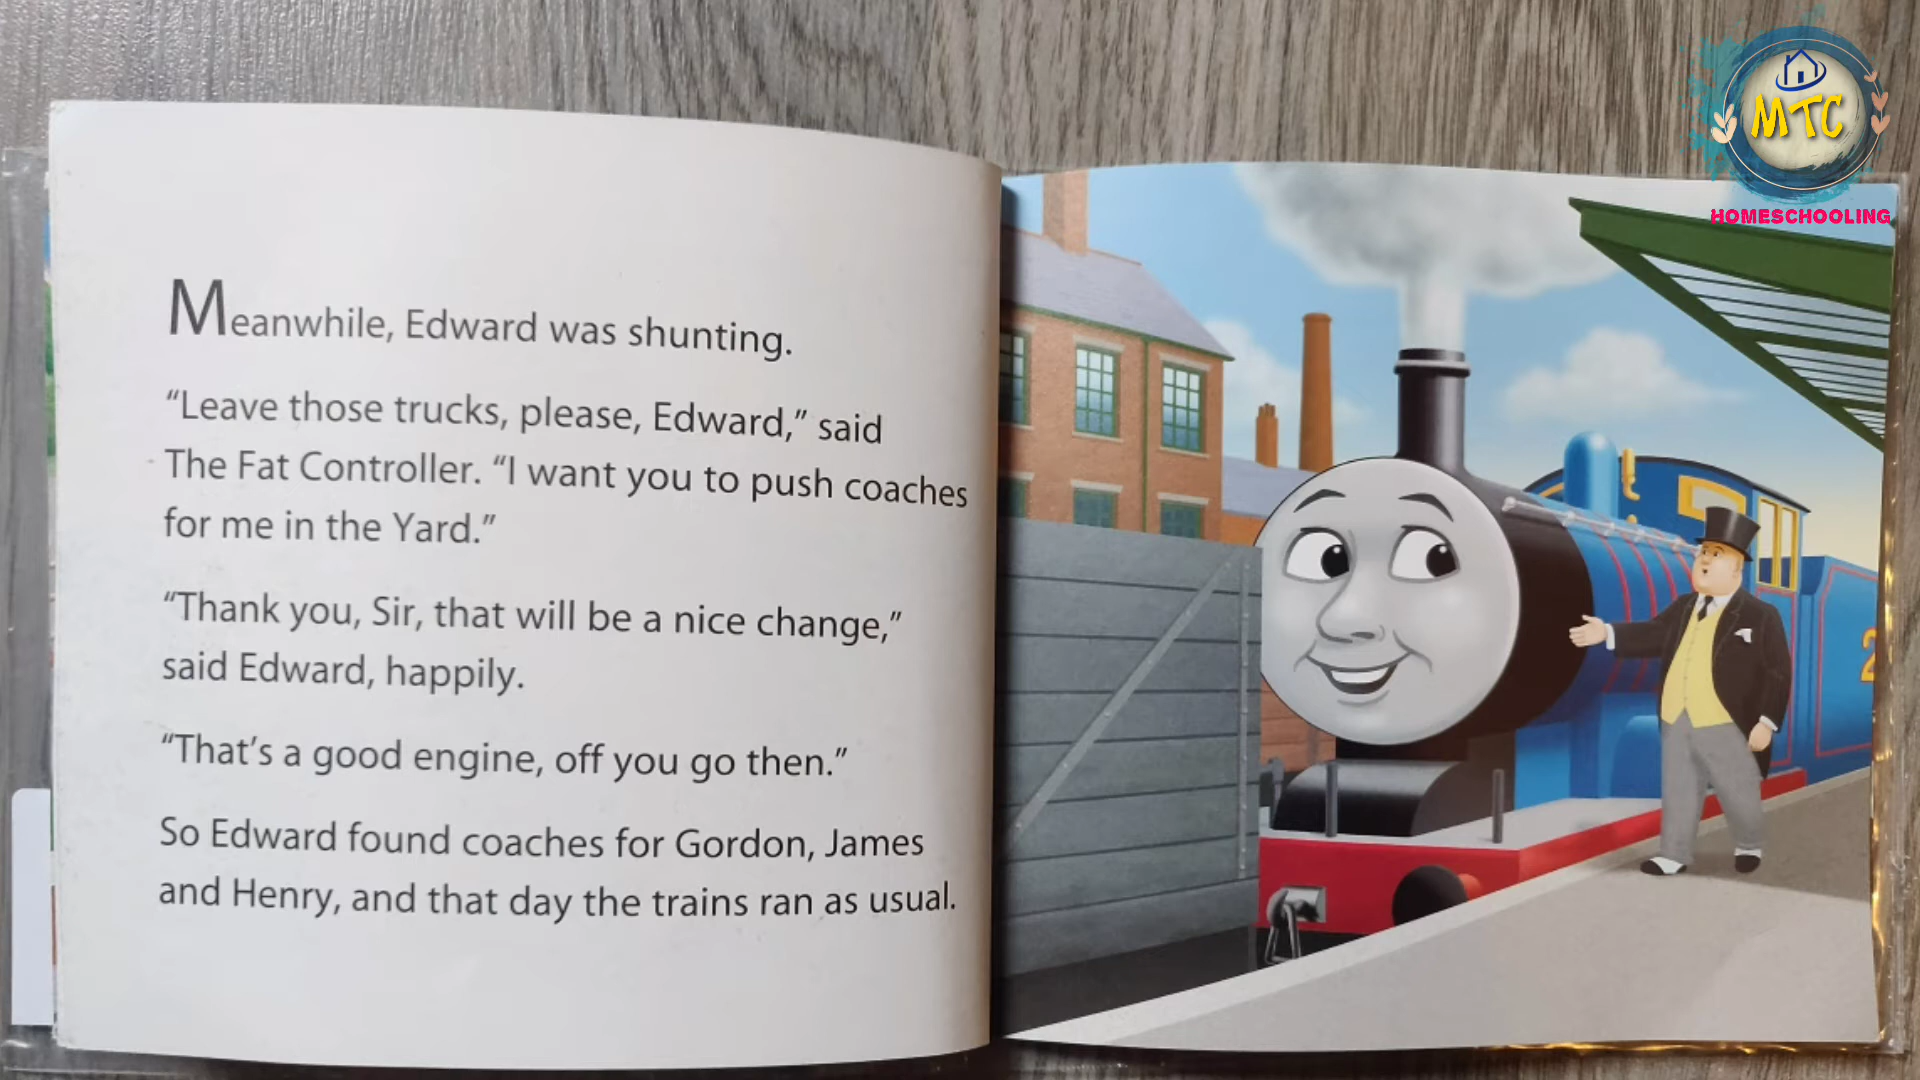 Meanwhile, Edward was shunting.
“Leave those trucks, please, Edward,” said
The Fat Controller. “I want you to push coaches
for me in the Yard.”
“Thank you, Sir, that will be a nice change,”
said Edward, happily.
“That’s a good engine, off you go then.”
So Edward found coaches for Gordon, James
and Henry, and that day the trains ran as usual.
2
MTC
HOMESCHOOLING